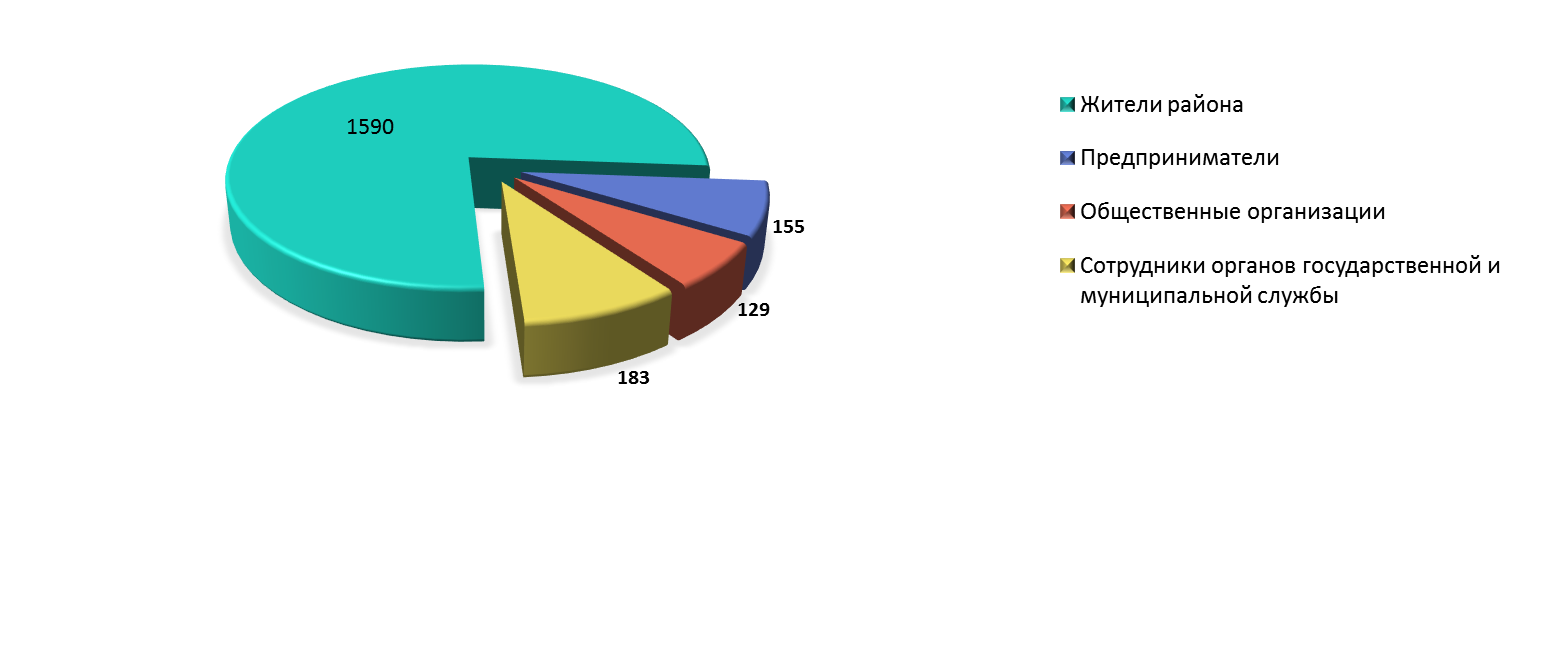 1590
155
129
183
Жители района
Предприниматели
Общественные организации
Сотрудники органов государственной и
муниципальной службы